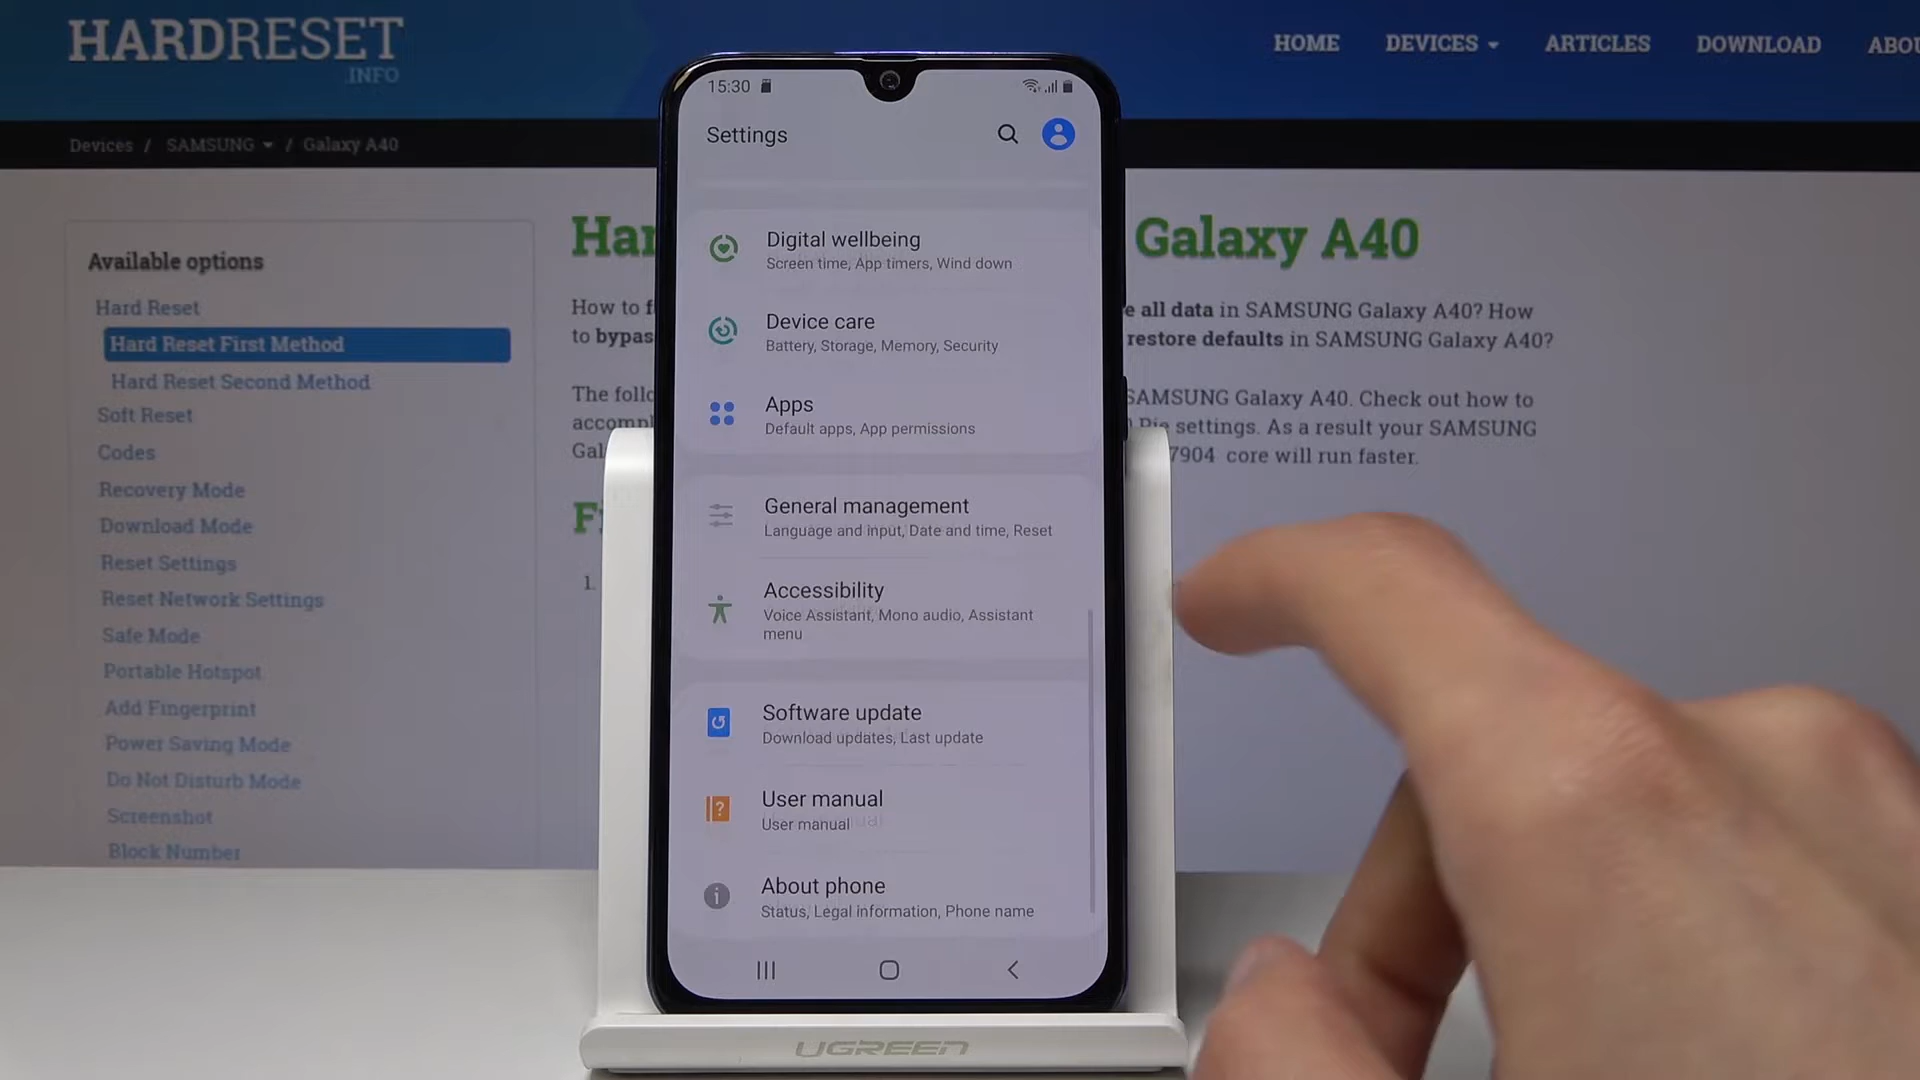 HARDRESET
.INFO
HOME DEVICES ARTICLES DOWNLOAD
Devices / SAMSUNG / Galaxy A40
Available options
Hard Reset
Hard Reset First Method
Hard Reset Second Method
Soft Reset
Codes
Recovery Mode
Download Mode
Reset Settings
Reset Network Settings
Safe Mode
Portable Hotspot
Add Fingerprint
Power Saving Mode
Do Not Disturb Mode
Screenshot
Block Number
Galaxy A40
How to
all data in SAMSUNG Galaxy A40? How
to
restore defaults in SAMSUNG Galaxy A40?
The
SAMSUNG Galaxy A40. Check out how to
Pie settings. As a result your SAMSUNG
7904 core will run faster.
1.
15:30
Settings
Digital wellbeing
Screen time, App timers, Wind down
Device care
Battery, Storage, Memory, Security
Apps
Default apps, App permissions
General management
Language and input, Date and time, Reset
Accessibility
Voice Assistant, Mono audio, Assistant
menu
Software update
Download updates, Last update
User manual
User manual
About phone
Status, Legal information, Phone name
UGREEN